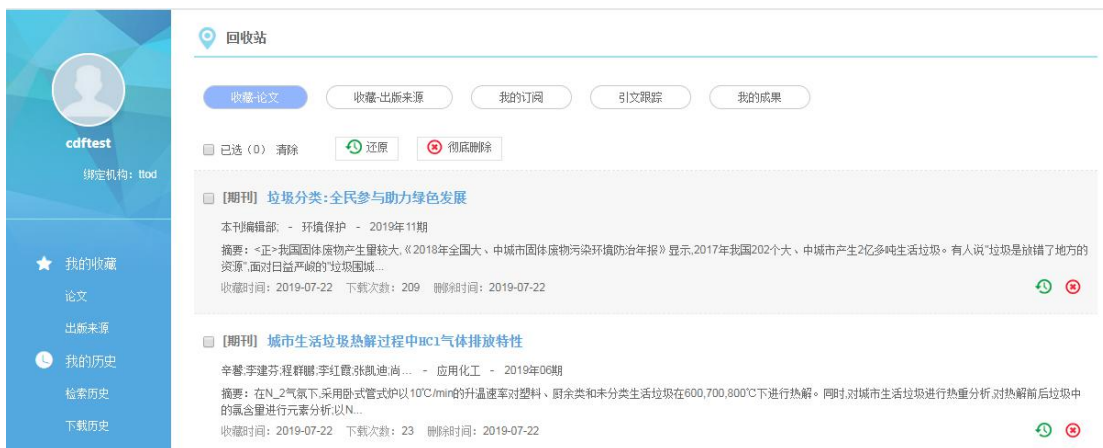 回收站
收藏-论文 收藏-出版来源 我的订阅 引文跟踪 我的成果
cdftest
绑定机构：ttod
已选（0） 清除 还原 彻底删除
[期刊] 垃圾分类:全民参与助力绿色发展
本刊编辑部; - 环境保护 - 2019年11期
摘要：<正>我国固体废物产生量较大,《2018年全国大、中城市固体废物污染环境防治年报》显示,2017年我国202个大、中城市产生2亿多吨生活垃圾。有人说"垃圾是放错了地方的
资源",面对日益严峻的"垃圾围城...
收藏时间：2019-07-22 下载次数：209 删除时间：2019-07-22
[期刊] 城市生活垃圾热解过程中HCl气体排放特性
辛馨;李建芬;程群鹏;李红霞;张凯迪;尚... - 应用化工 - 2019年06期
摘要：在N_2气氛下,采用卧式管式炉以10℃/min的升温速率对塑料、厨余类和未分类生活垃圾在600,700,800℃下进行热解。同时,对城市生活垃圾进行热重分析,对热解前后垃圾中
的氯含量进行元素分析;以N...
收藏时间：2019-07-22 下载次数：23 删除时间：2019-07-22
我的收藏
论文
出版来源
我的历史
检索历史
下载历史